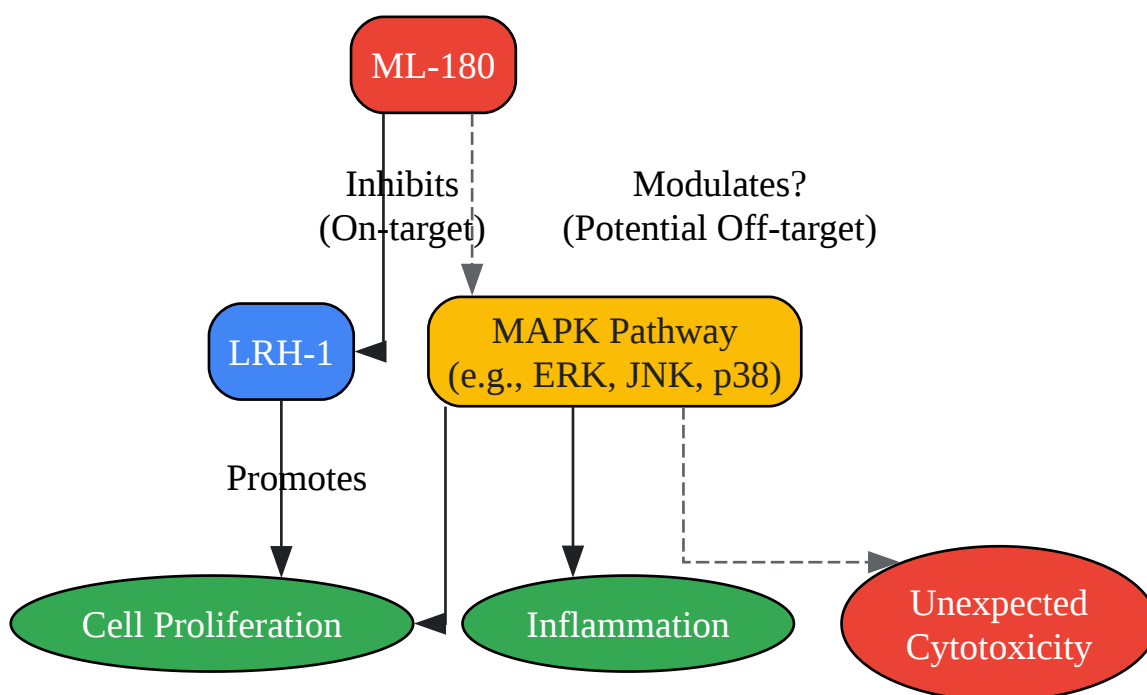 ML-180
Inhibits
(On-target)
Modulates?
(Potential Off-target)
LRH-1
MAPK Pathway
(e.g., ERK, JNK, p38)
Promotes
Cell Proliferation
Inflammation
Unexpected
Cytotoxicity